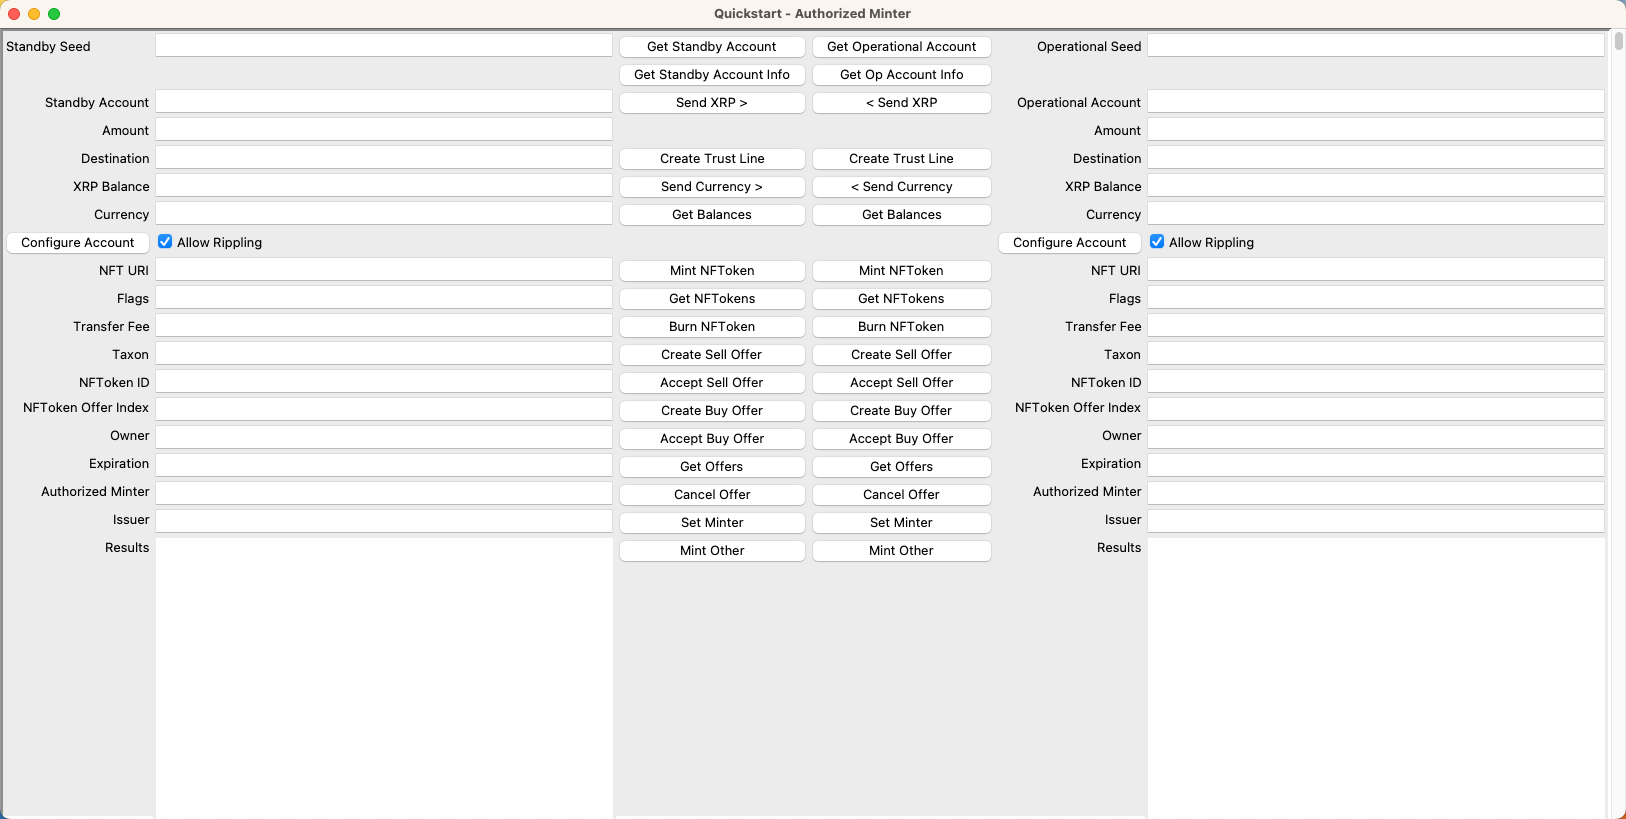 Quickstart - Authorized Minter
Standby Seed Get Standby Account Get Operational Account Operational Seed
Get Standby Account Info Get Op Account Info
Standby Account Send XRP > < Send XRP Operational Account
Amount Amount
Destination Create Trust Line Create Trust Line Destination
XRP Balance Send Currency > < Send Currency XRP Balance
Currency Get Balances Get Balances Currency
Configure Account Allow Rippling Configure Account Allow Rippling
NFT URI Mint NFToken Mint NFToken NFT URI
Flags Get NFTokens Get NFTokens Flags
Transfer Fee Burn NFToken Burn NFToken Transfer Fee
Taxon Create Sell Offer Create Sell Offer Taxon
NFToken ID Accept Sell Offer Accept Sell Offer NFToken ID
NFToken Offer Index Create Buy Offer Create Buy Offer NFToken Offer Index
Owner Accept Buy Offer Accept Buy Offer Owner
Expiration Get Offers Get Offers Expiration
Authorized Minter Cancel Offer Cancel Offer Authorized Minter
Issuer Set Minter Set Minter Issuer
Results Mint Other Mint Other Results